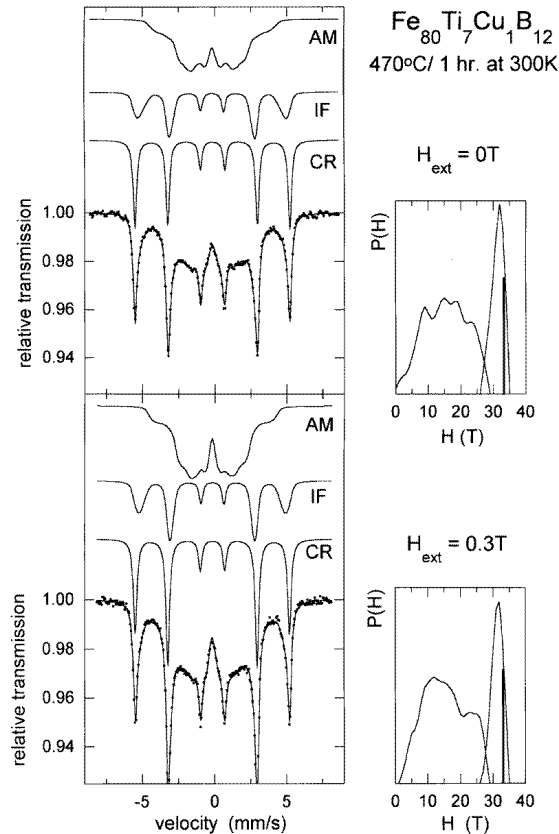 Fe80Ti7Cu1B12
470ºC/ 1 hr. at 300K
AM
IF
CR
1.00
0.98
0.96
0.94
relative transmission
Hext = 0T
P(H)
0 10 20 30 40
H (T)
AM
IF
CR
1.00
0.98
0.96
0.94
relative transmission
-5 0 5
velocity (mm/s)
Hext = 0.3T
P(H)
0 10 20 30 40
H (T)